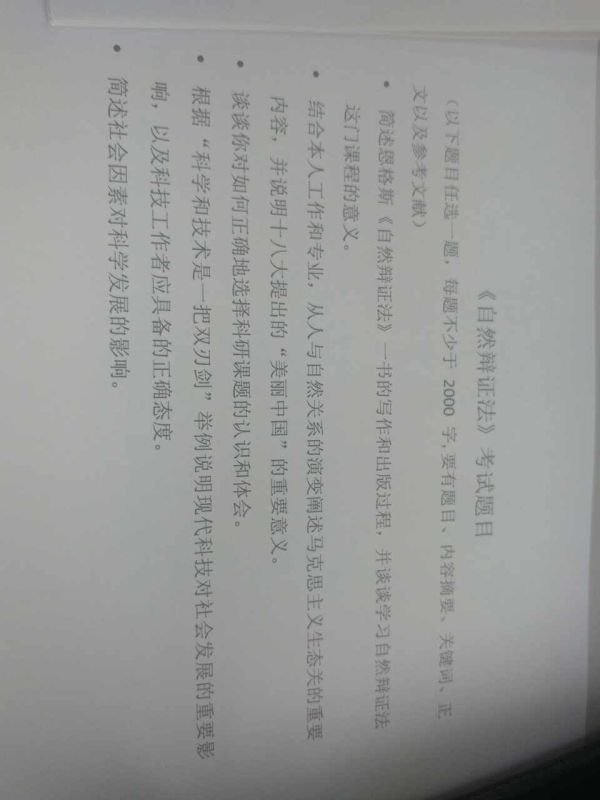 《自然辩证法》考试题目
（以下题目任选一题，每题不少于 2000 字,要有题目、内容摘要、关键词、正
文以及参考文献）
• 简述恩格斯《自然辩证法》一书的写作和出版过程，并谈谈学习自然辩证法
这门课程的意义。
• 结合本人工作和专业，从人与自然关系的演变阐述马克思主义生态关的重要
内容，并说明十八大提出的“美丽中国”的重要意义。
• 谈谈你对如何正确地选择科研课题的认识和体会。
• 根据“科学和技术是一把双刃剑”举例说明现代科技对社会发展的重要影
响，以及科技工作者应具备的正确态度。
• 简述社会因素对科学发展的影响。